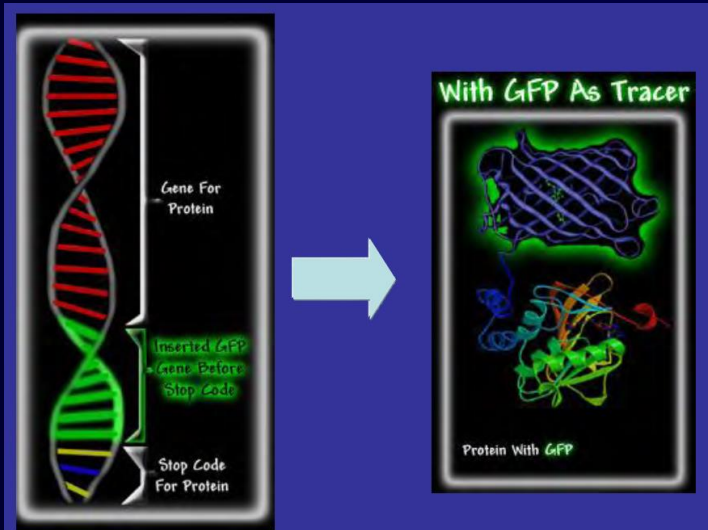 Gene For
Protein
Inserted GFP
Gene Before
Stop Code
Stop Code
For Protein
With GFP As Tracer
Protein With GFP